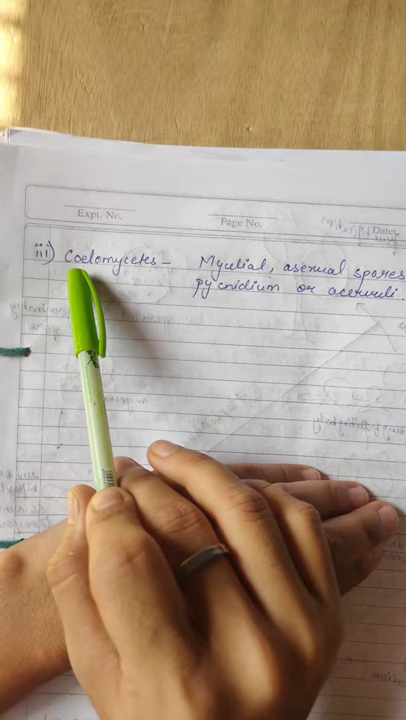 Expt. No.
Page No.
Date
iii) Coelomycetes - Mycelial, asexual spores
pycnidium or acervuli.